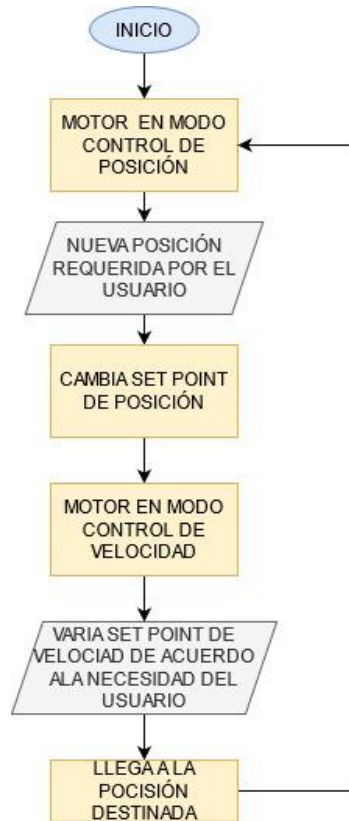 INICIO
MOTOR EN MODO
CONTROL DE
POSICIÓN
NUEVA POSICIÓN
REQUERIDA POR EL
USUARIO
CAMBIA SET POINT
DE POSICIÓN
MOTOR EN MODO
CONTROL DE
VELOCIDAD
VARIA SET POINT DE
VELOCIAD DE ACUERDO
ALA NECESIDAD DEL
USUARIO
LLEGA A LA
POCISIÓN
DESTINADA